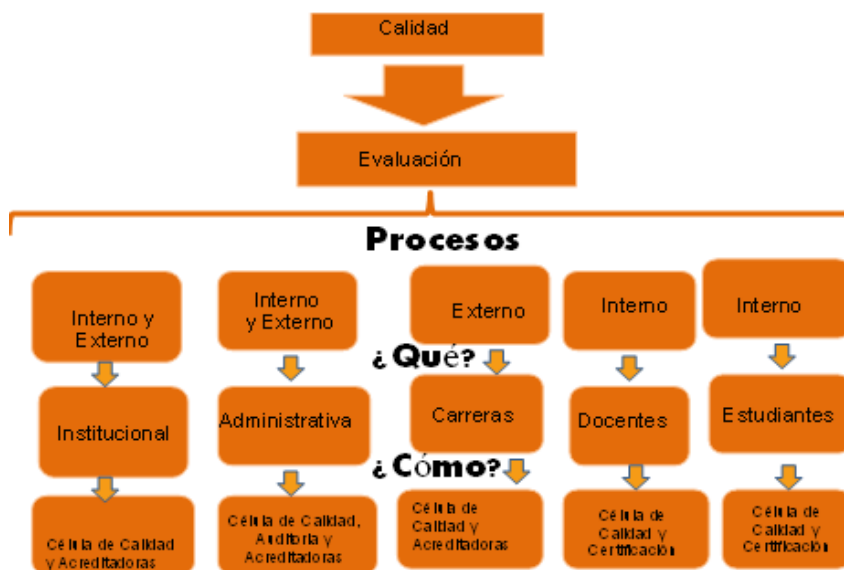 Calidad
Evaluación
Procesos
Interno y
Externo
Interno
y Externo
Externo
Interno
Interno
¿Qué?
Institucional
Administrativa
Carreras
Docentes
Estudiantes
¿Cómo?
Célula de Calidad
y Acreditadoras
Célula de Calidad,
Auditoria y
Acreditadoras
Célula de
Calidad y
Acreditadoras
Célula de
Calidad y
Certificación
Célula de
Calidad y
Certificación